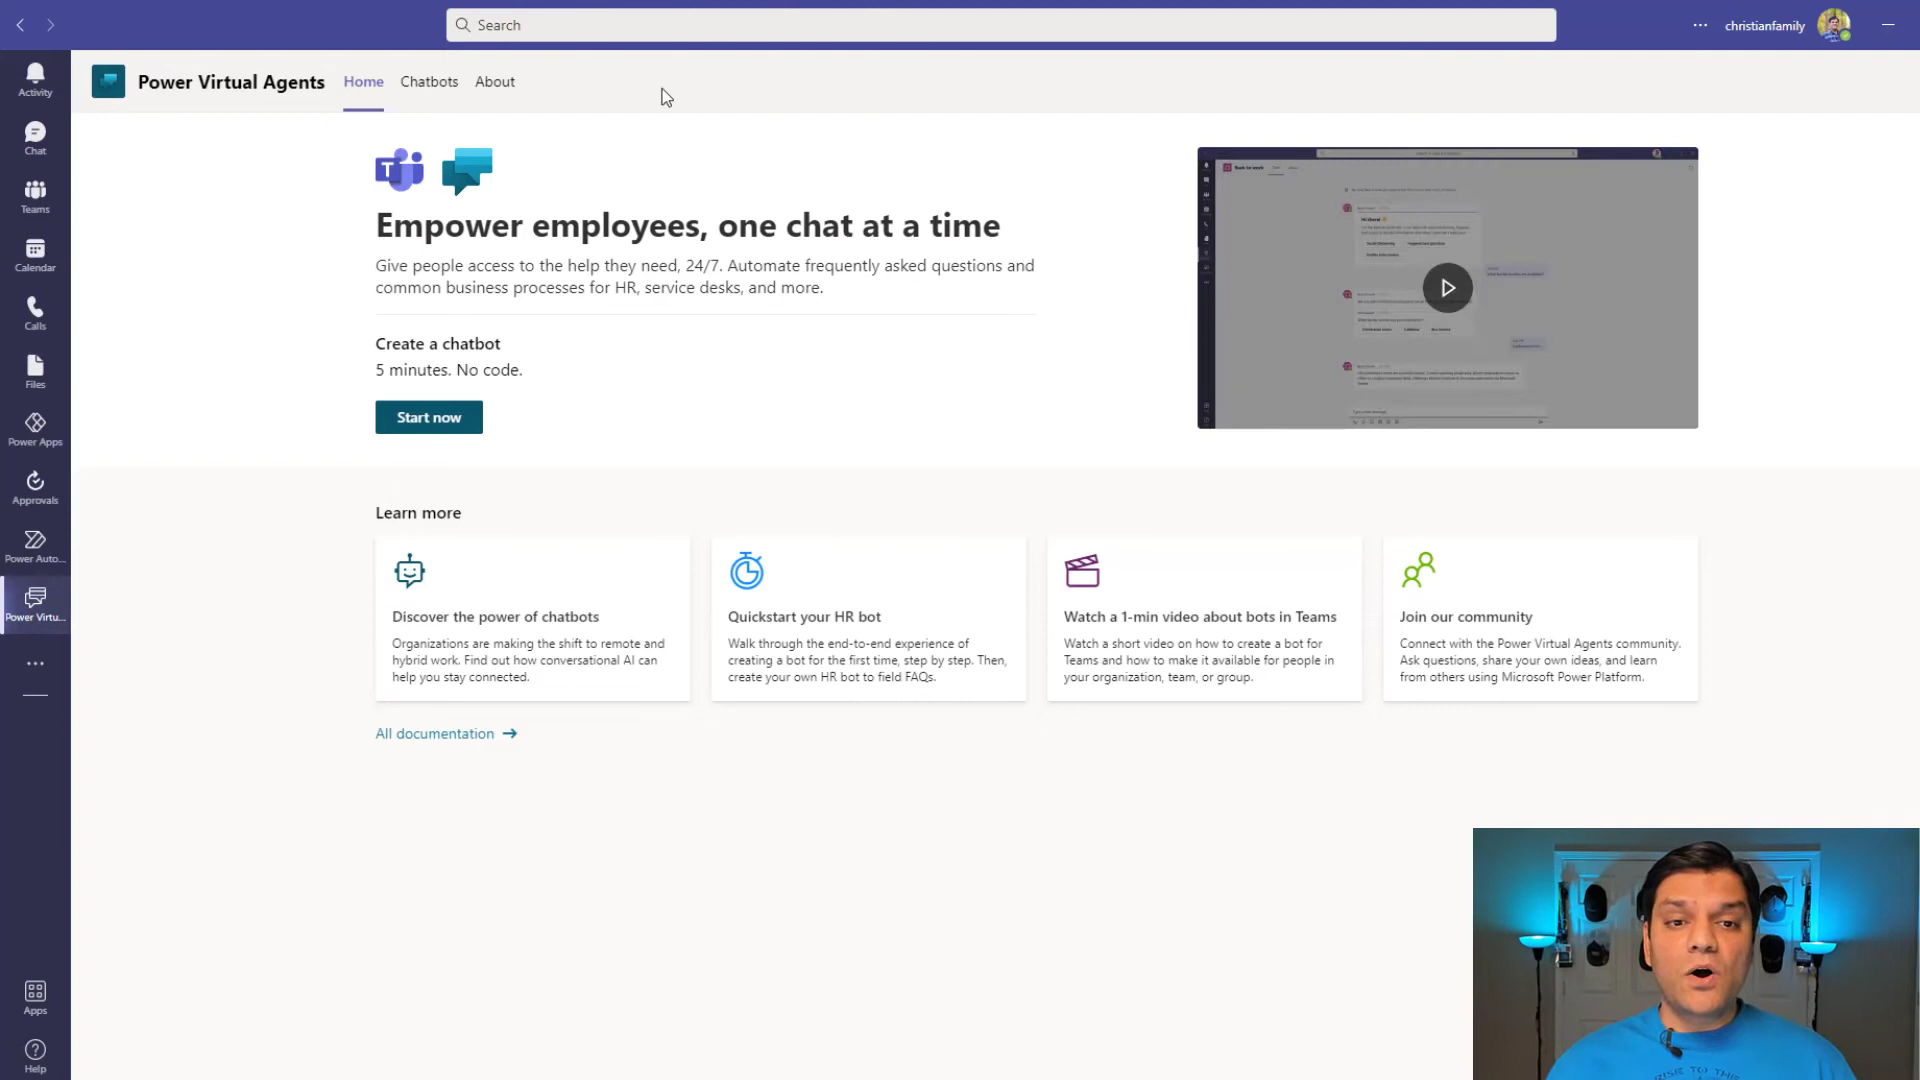 Search
christianfamily
Activity
Chat
Teams
Calendar
Calls
Files
Power Apps
Approvals
Power Auto...
Power Virtu...
Apps
Help
Power Virtual Agents
Home
Chatbots
About
T
Empower employees, one chat at a time
Give people access to the help they need, 24/7. Automate frequently asked questions and
common business processes for HR, service desks, and more.
Create a chatbot
5 minutes. No code.
Start now
Learn more
Discover the power of chatbots
Organizations are making the shift to remote and
hybrid work. Find out how conversational AI can
help you stay connected.
Quickstart your HR bot
Walk through the end-to-end experience of
creating a bot for the first time, step by step. Then,
create your own HR bot to field FAQs.
Watch a 1-min video about bots in Teams
Watch a short video on how to create a bot for
Teams and how to make it available for people in
your organization, team, or group.
Join our community
Connect with the Power Virtual Agents community.
Ask questions, share your own ideas, and learn
from others using Microsoft Power Platform.
All documentation
RISE TO THE